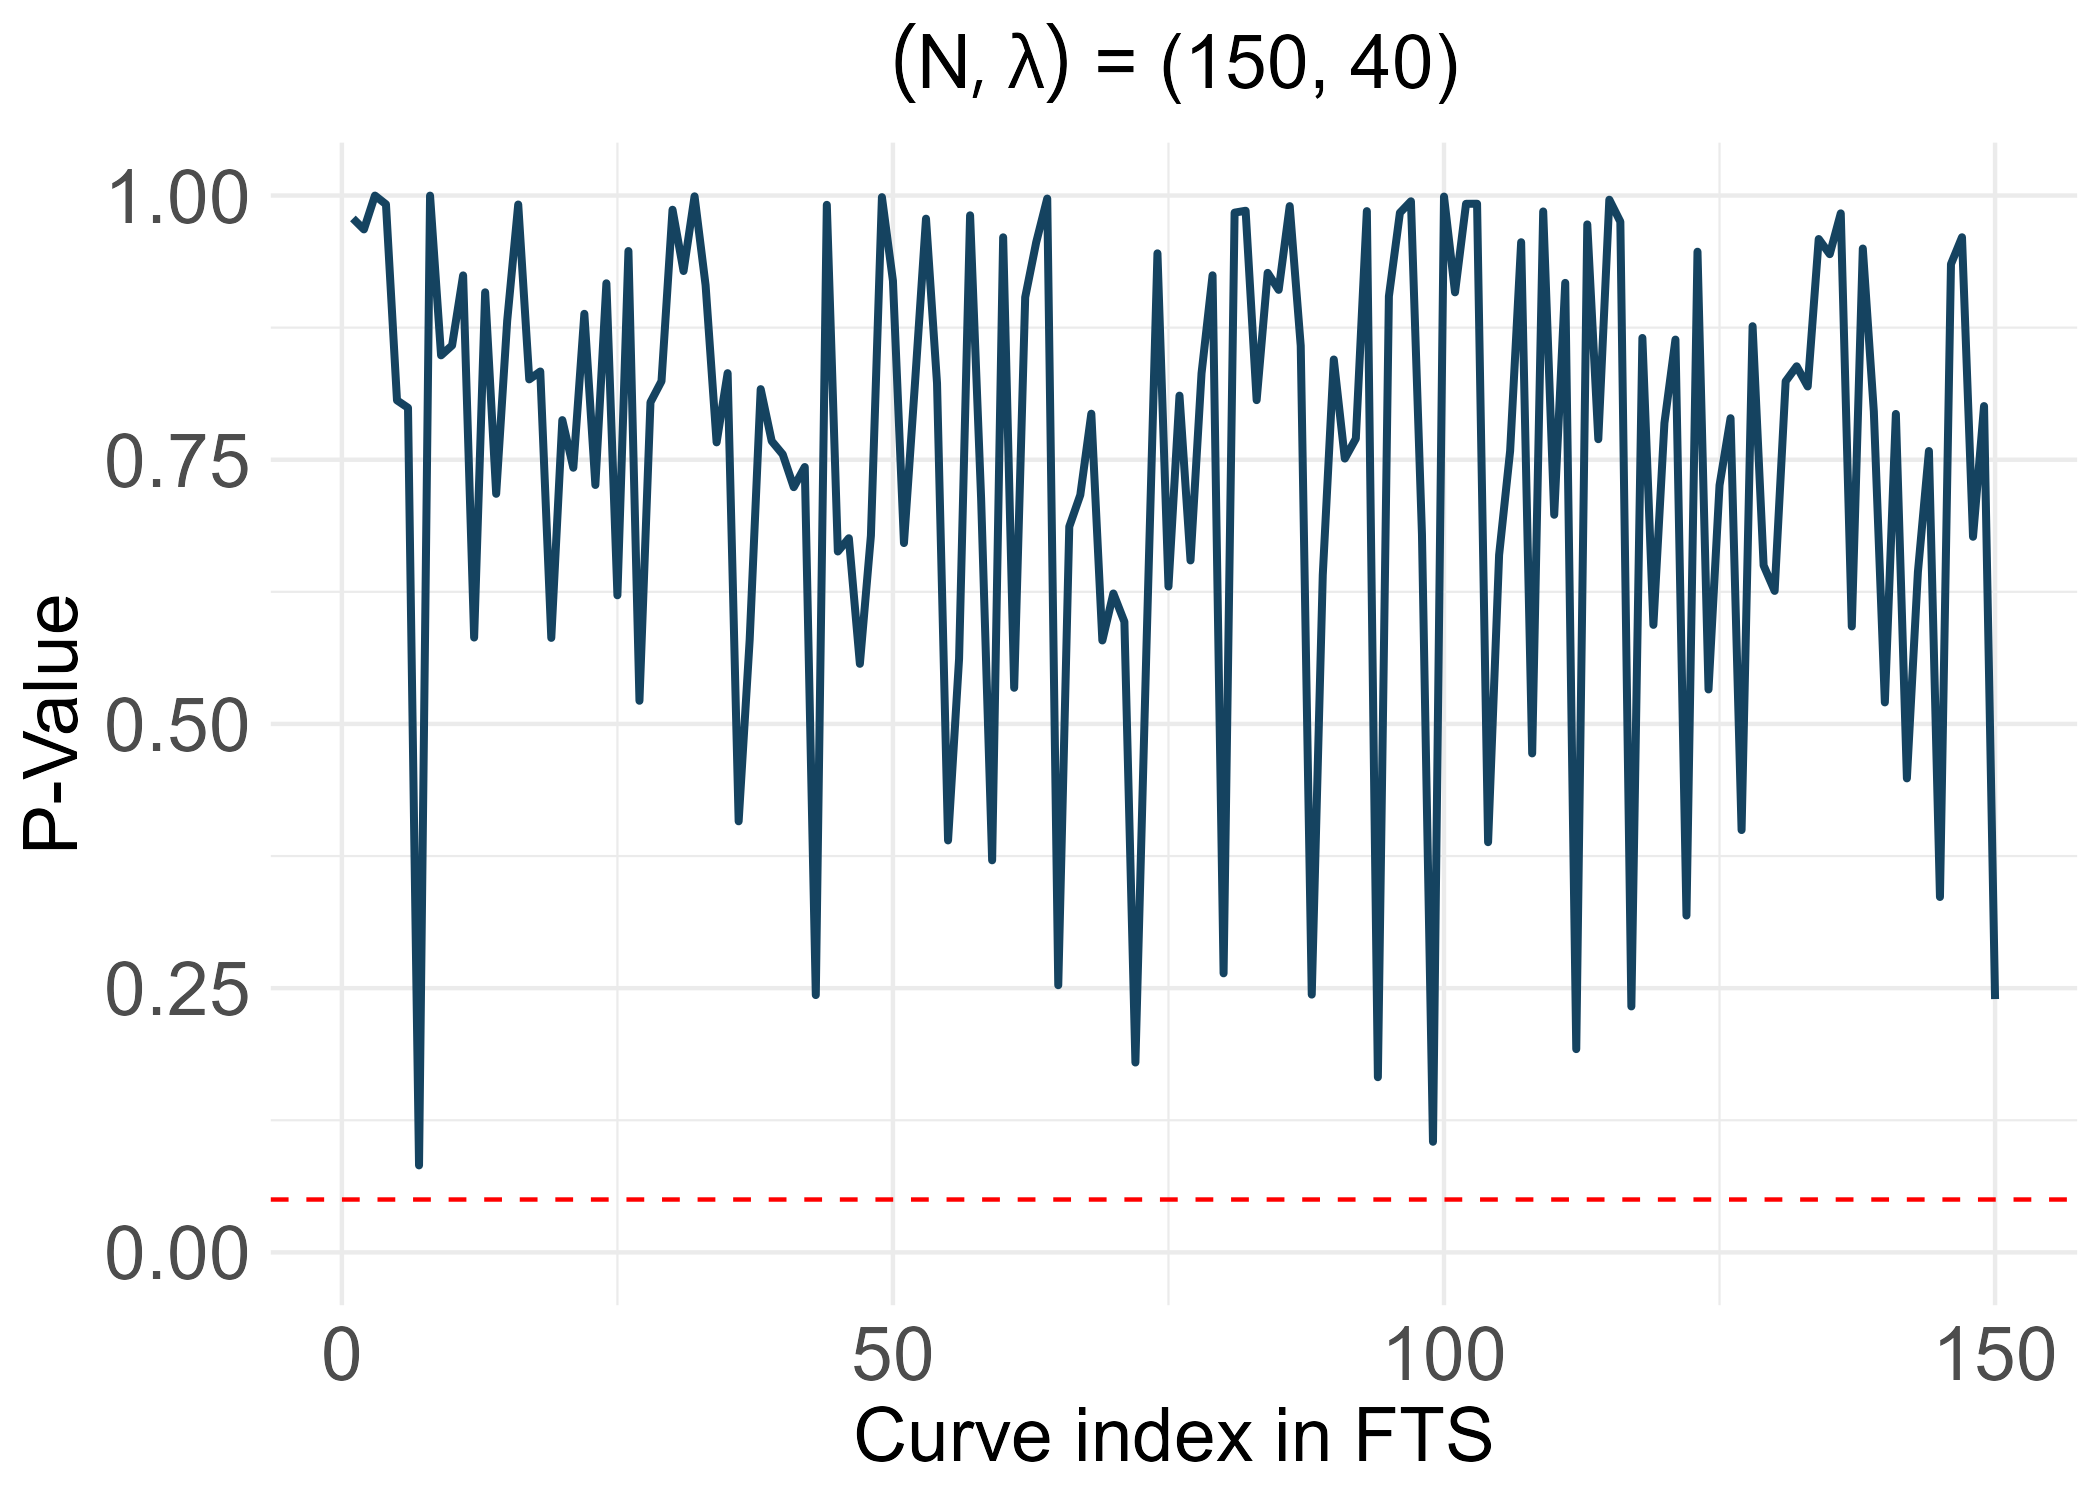 (N, λ) = (150, 40)
P-Value
1.00
0.75
0.50
0.25
0.00
0 50 100 150
Curve index in FTS